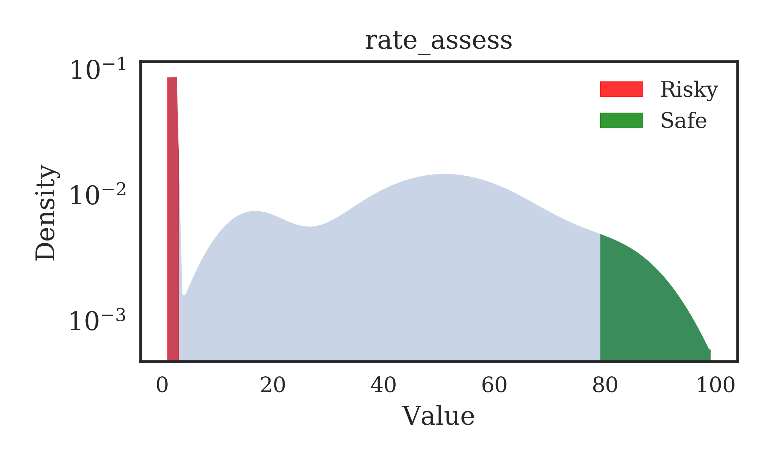 rate_assess
10⁻¹
10⁻²
10⁻³
Density
Risky
Safe
0 20 40 60 80 100
Value